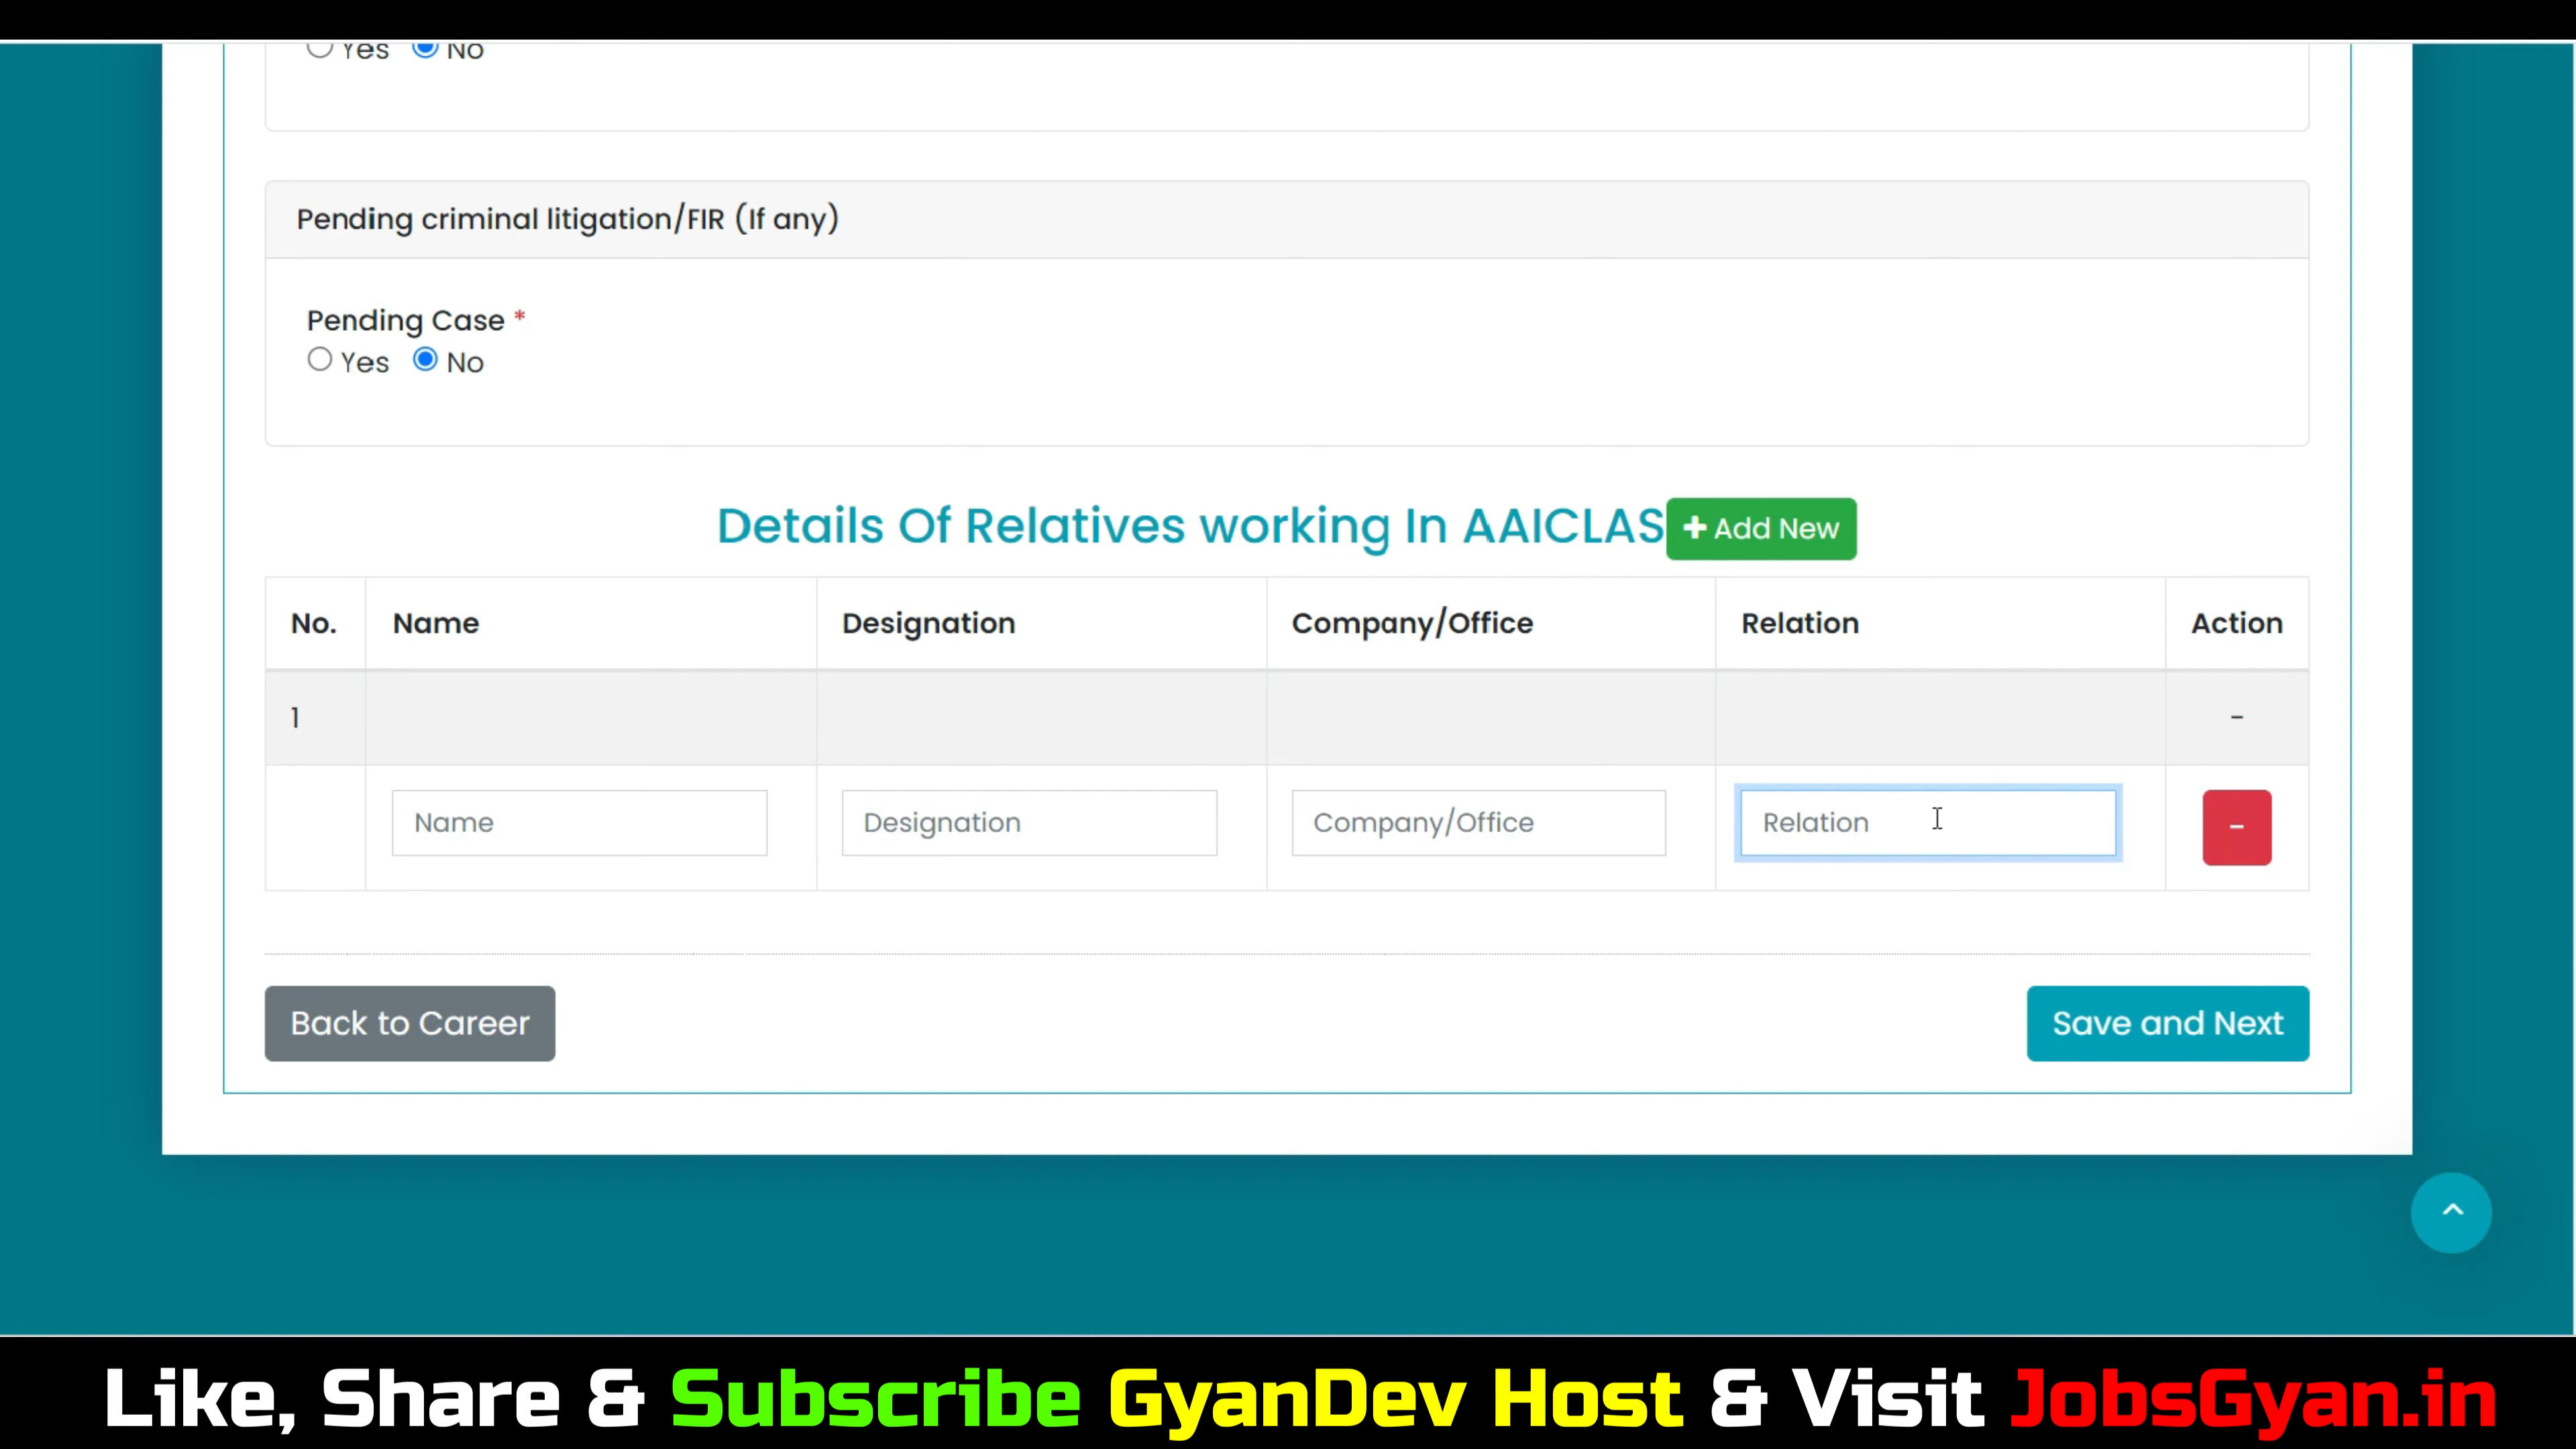 Yes No
Pending criminal litigation/FIR (If any)
Pending Case *
Yes No
Details Of Relatives working In AAICLAS + Add New
No. Name Designation Company/Office Relation Action
1 -
Name Designation Company/Office Relation -
Back to Career Save and Next
Like, Share & Subscribe GyanDev Host & Visit JobsGyan.in